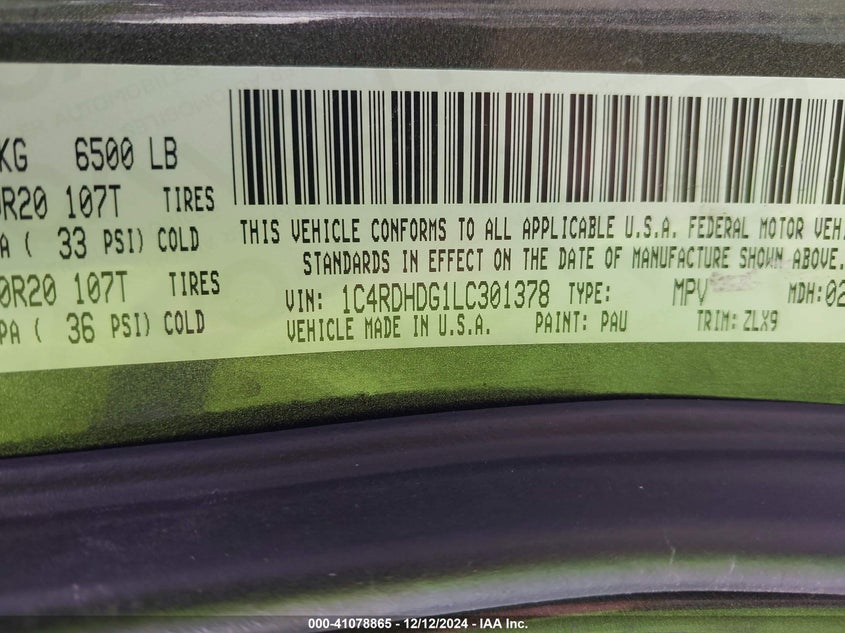 KG 6500 LB
R20 107T TIRES
A ( 33 PSI) COLD
0R20 107T TIRES
PA ( 36 PSI) COLD
THIS VEHICLE CONFORMS TO ALL APPLICABLE U.S.A. FEDERAL MOTOR VEH
STANDARDS IN EFFECT ON THE DATE OF MANUFACTURE SHOWN ABOVE.
VIN: 1C4RDHDG1LC301378 TYPE: MPV MDH:02
VEHICLE MADE IN U.S.A. PAINT: PAU TRIM: ZLX9
000-41078865 - 12/12/2024 - IAA Inc.